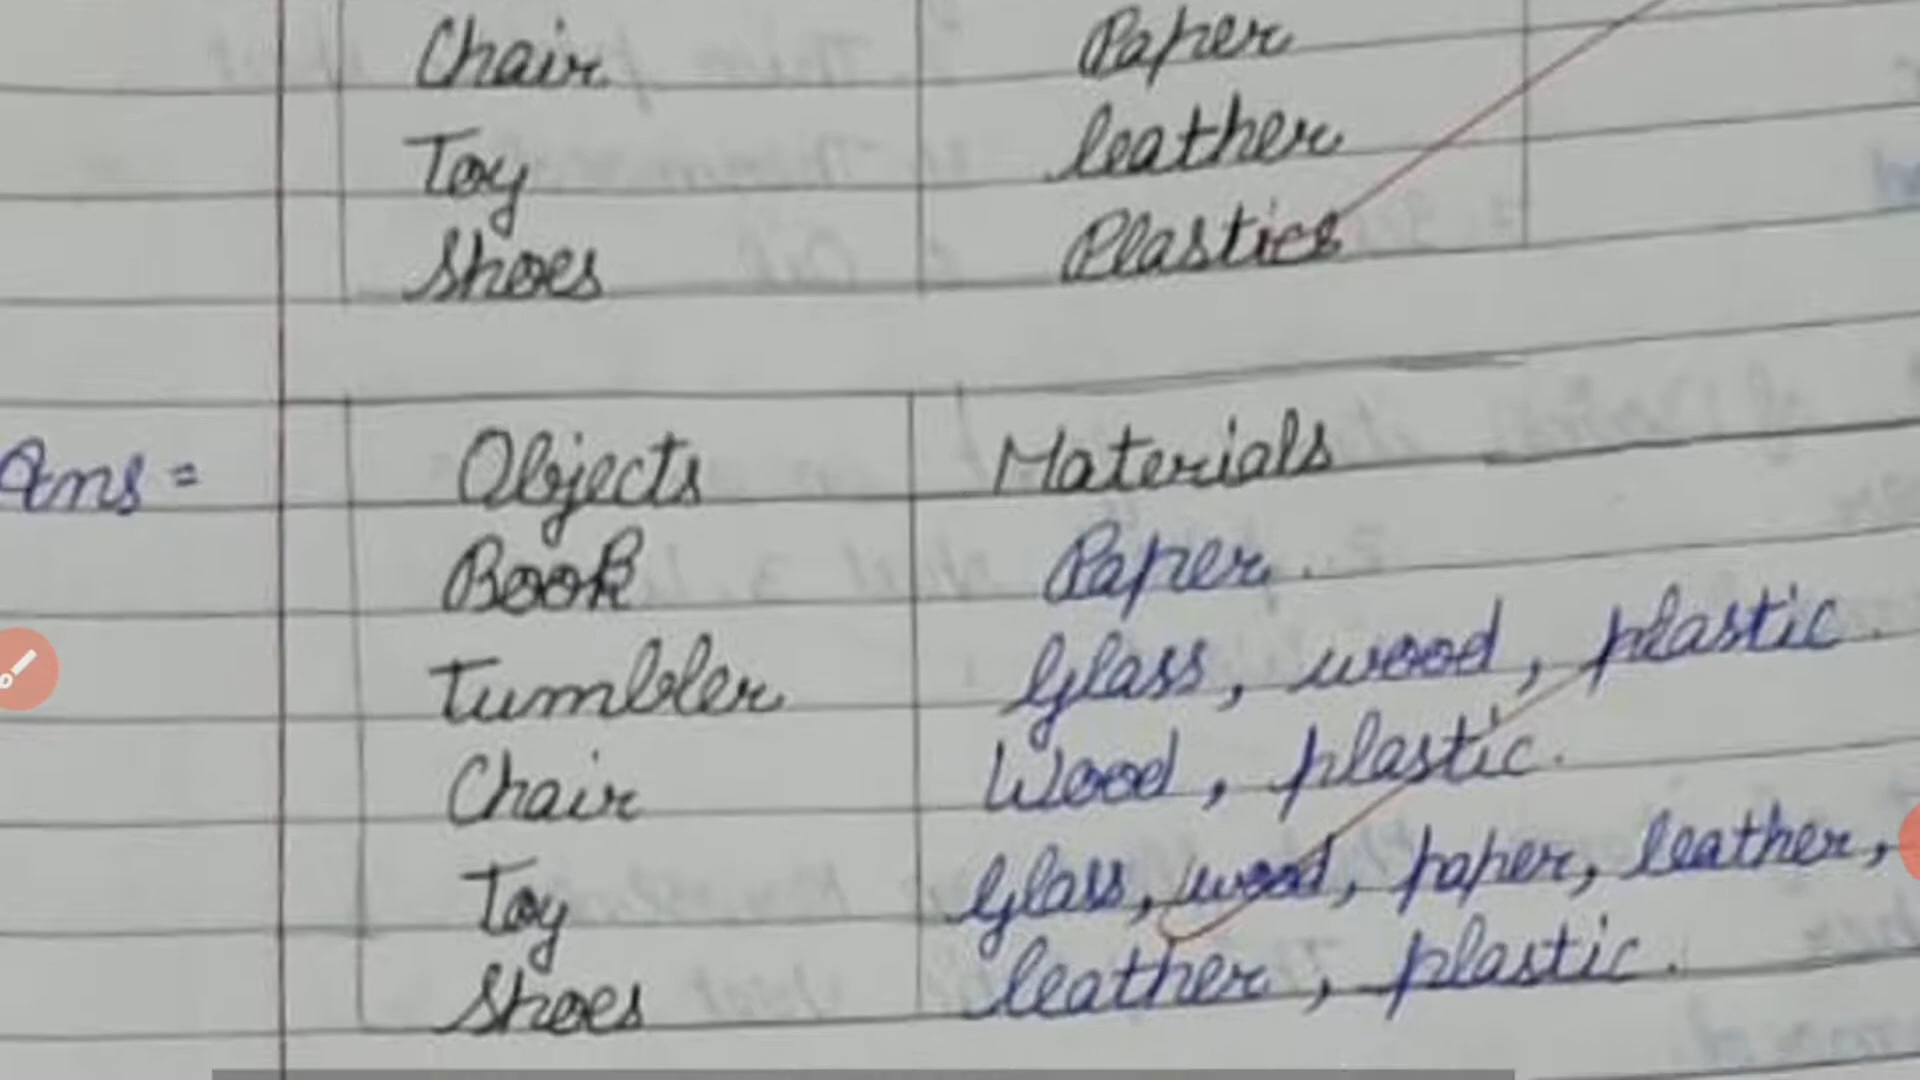 Chair Paper
Toy leather
Shoes Plastics
Ans = Objects Materials
Book Paper.
Tumbler Glass, wood, plastic.
Chair Wood, plastic.
Toy Glass, wood, paper, leather,
Shoes leather, plastic.